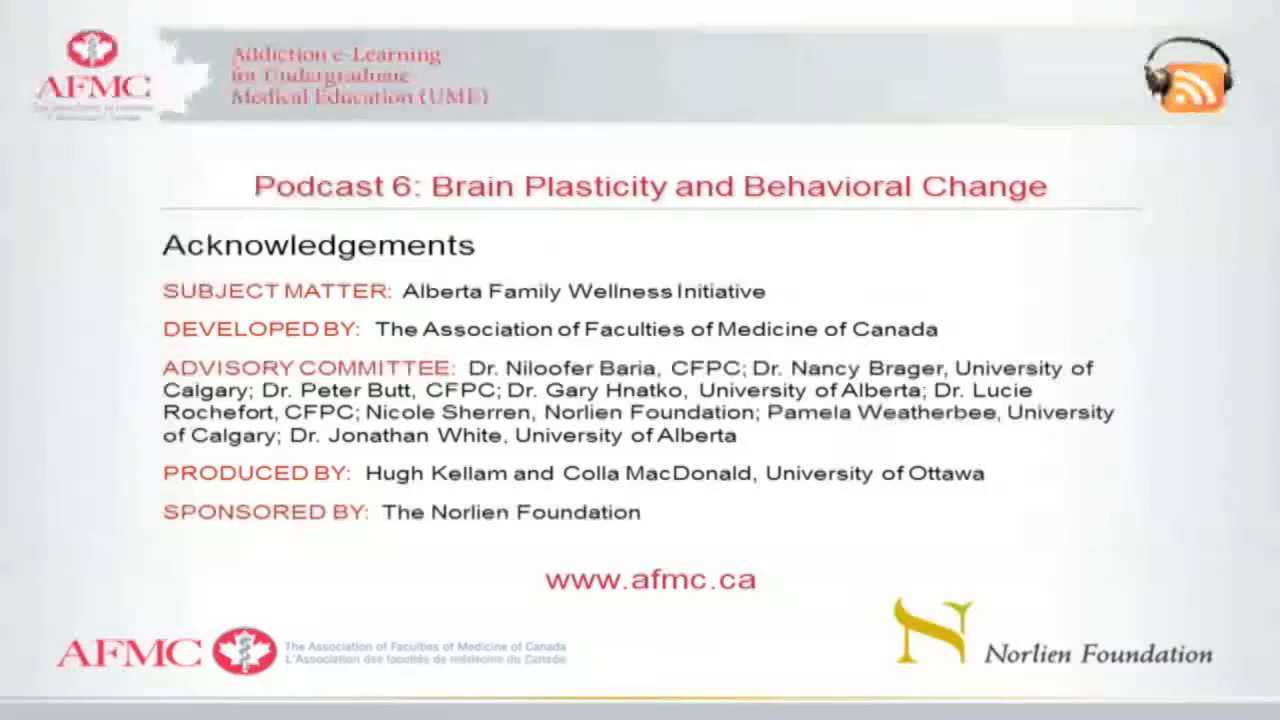 AFMC
Addiction e-Learning
for Undergraduate
Medical Education (UME)
Podcast 6: Brain Plasticity and Behavioral Change
Acknowledgements
SUBJECT MATTER: Alberta Family Wellness Initiative
DEVELOPED BY: The Association of Faculties of Medicine of Canada
ADVISORY COMMITTEE: Dr. Niloofer Baria, CFPC; Dr. Nancy Brager, University of
Calgary; Dr. Peter Butt, CFPC; Dr. Gary Hnatko, University of Alberta; Dr. Lucie
Rochefort, CFPC; Nicole Sherren, Norlien Foundation; Pamela Weatherbee, University
of Calgary; Dr. Jonathan White, University of Alberta
PRODUCED BY: Hugh Kellam and Colla MacDonald, University of Ottawa
SPONSORED BY: The Norlien Foundation
www.afmc.ca
AFMC
The Association of Faculties of Medicine of Canada
L'Association des facultés de médecine du Canada
Norlien Foundation